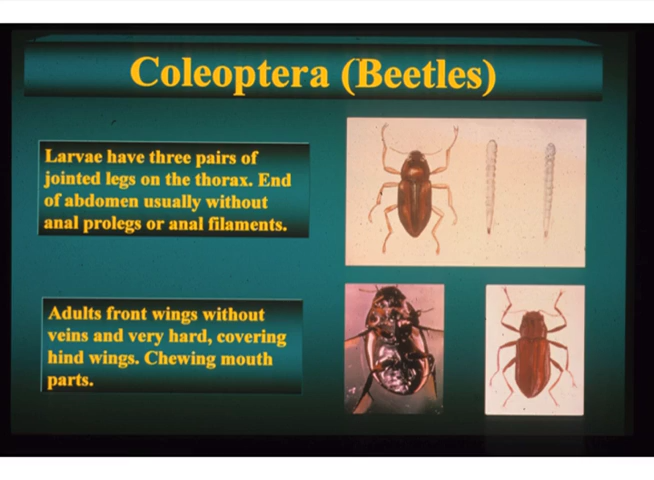 Coleoptera (Beetles)
Larvae have three pairs of
jointed legs on the thorax. End
of abdomen usually without
anal prolegs or anal filaments.
Adults front wings without
veins and very hard, covering
hind wings. Chewing mouth
parts.